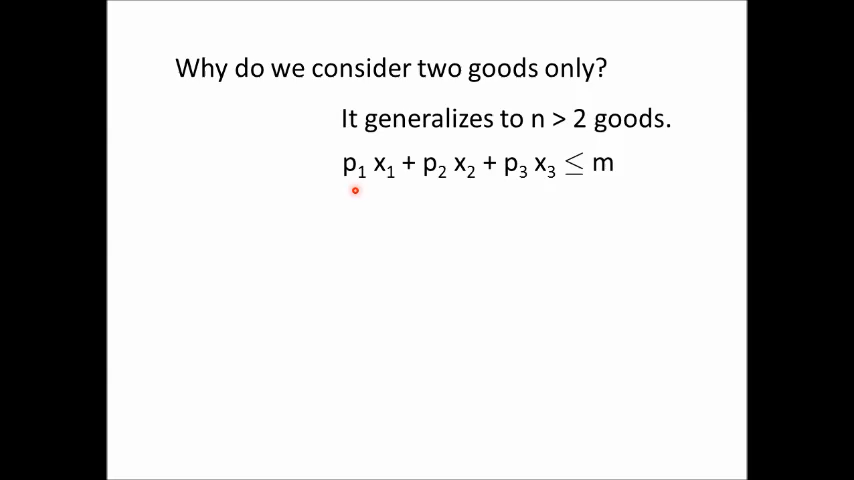 Why do we consider two goods only?
It generalizes to n > 2 goods.
p₁ x₁ + p₂ x₂ + p₃ x₃ ≤ m